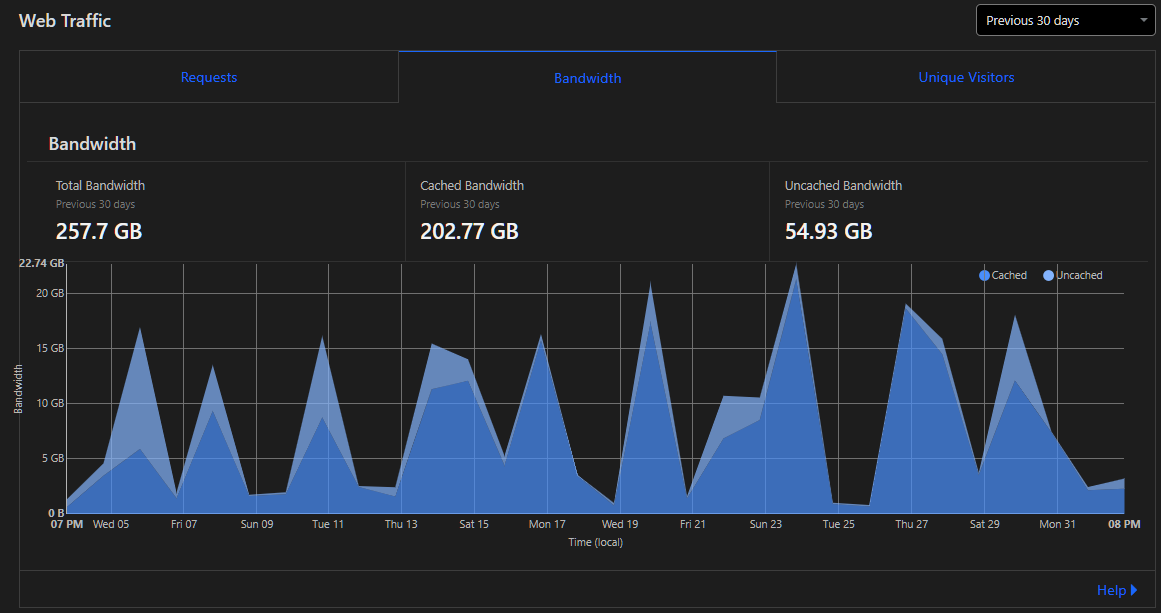 Web Traffic
Previous 30 days
Requests
Bandwidth
Unique Visitors
Bandwidth
Total Bandwidth
Previous 30 days
257.7 GB
Cached Bandwidth
Previous 30 days
202.77 GB
Uncached Bandwidth
Previous 30 days
54.93 GB
Cached
Uncached
22.74 GB
20 GB
15 GB
10 GB
5 GB
0 B
Bandwidth
07 PM Wed 05 Fri 07 Sun 09 Tue 11 Thu 13 Sat 15 Mon 17 Wed 19 Fri 21 Sun 23 Tue 25 Thu 27 Sat 29 Mon 31 08 PM
Time (local)
Help